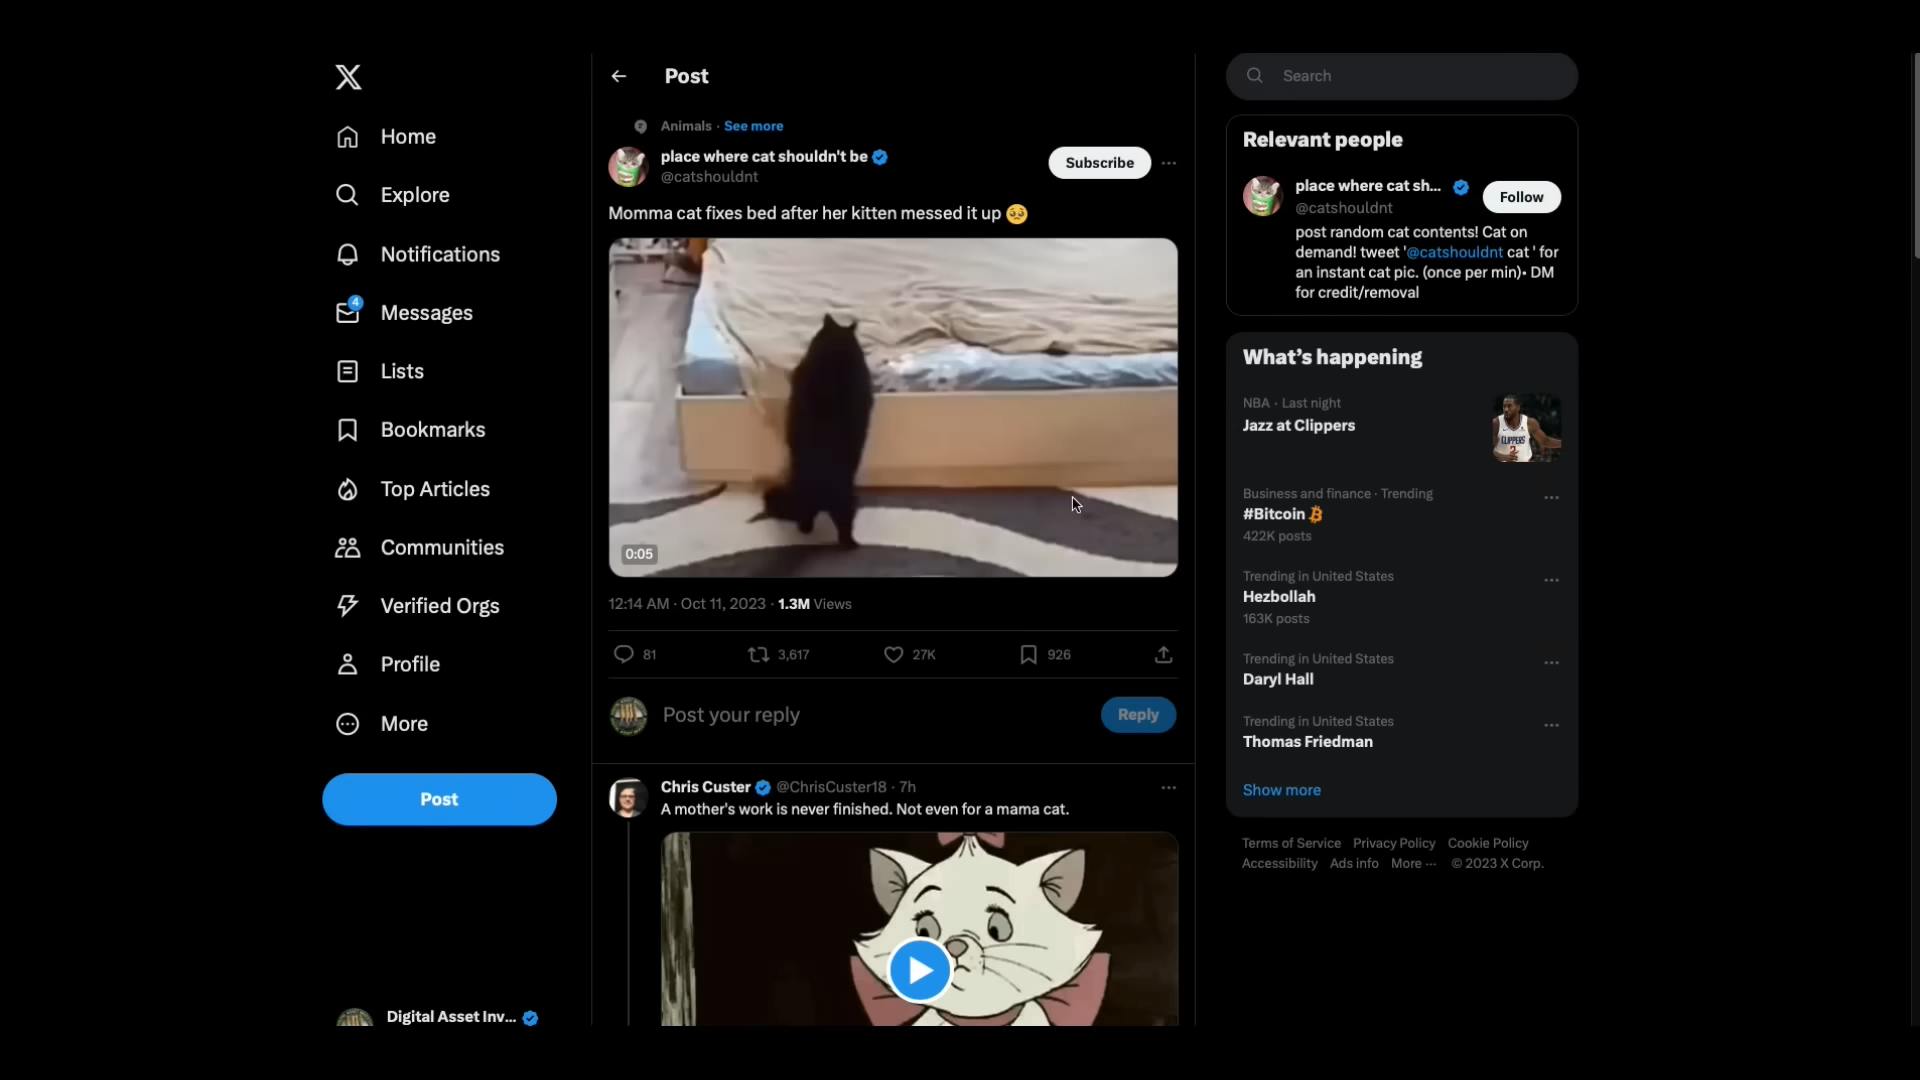 Home
Explore
Notifications
4
Messages
Lists
Bookmarks
Top Articles
Communities
Verified Orgs
Profile
More
Post
Digital Asset Inv...
Post
Animals · See more
place where cat shouldn't be
@catshouldnt
Subscribe
Momma cat fixes bed after her kitten messed it up 🥺
0:05
12:14 AM · Oct 11, 2023 · 1.3M Views
81 3,617 27K 926
Post your reply
Reply
Chris Custer @ChrisCuster18 · 7h
A mother's work is never finished. Not even for a mama cat.
Search
Relevant people
place where cat sh...
@catshouldnt
Follow
post random cat contents! Cat on
demand! tweet '@catshouldnt cat ' for
an instant cat pic. (once per min)• DM
for credit/removal
What's happening
NBA · Last night
Jazz at Clippers
CLIPPERS
2
Business and finance · Trending
#Bitcoin
422K posts
Trending in United States
Hezbollah
163K posts
Trending in United States
Daryl Hall
Trending in United States
Thomas Friedman
Show more
Terms of Service Privacy Policy Cookie Policy
Accessibility Ads info More ··· © 2023 X Corp.